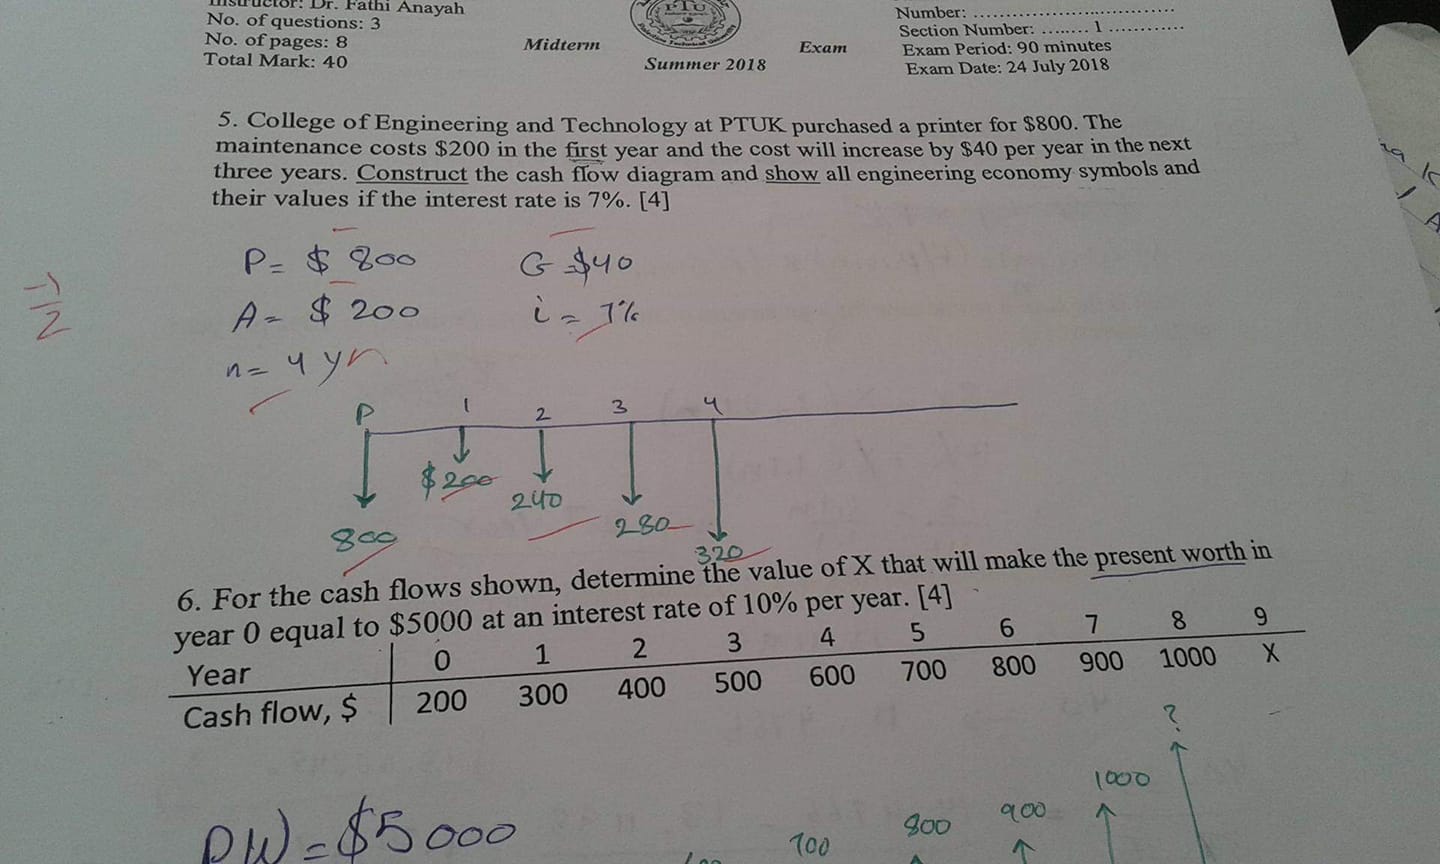 Instructor: Dr. Fathi Anayah
No. of questions: 3
No. of pages: 8
Total Mark: 40
Midterm
PTU
Exam
Summer 2018
Number: ..............................
Section Number: ........ 1 ............
Exam Period: 90 minutes
Exam Date: 24 July 2018
5. College of Engineering and Technology at PTUK purchased a printer for $800. The
maintenance costs $200 in the first year and the cost will increase by $40 per year in the next
three years. Construct the cash flow diagram and show all engineering economy symbols and
their values if the interest rate is 7%. [4]
P= $ 800
G=$40
A= $ 200
i= 7%
n= 4 yr
-1/2
P 1 2 3 4
$200
240
280
800
320
6. For the cash flows shown, determine the value of X that will make the present worth in
year 0 equal to $5000 at an interest rate of 10% per year. [4]
Year 0 1 2 3 4 5 6 7 8 9
Cash flow, $ 200 300 400 500 600 700 800 900 1000 X
?
1000
900
800
700
PW=$5000